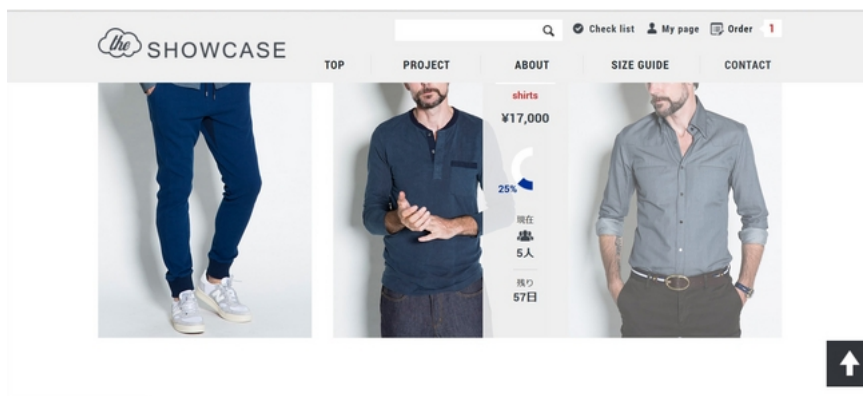 the SHOWCASE
Check list My page Order 1
TOP PROJECT ABOUT SIZE GUIDE CONTACT
shirts
¥17,000
25%
現在
5人
残り
57日